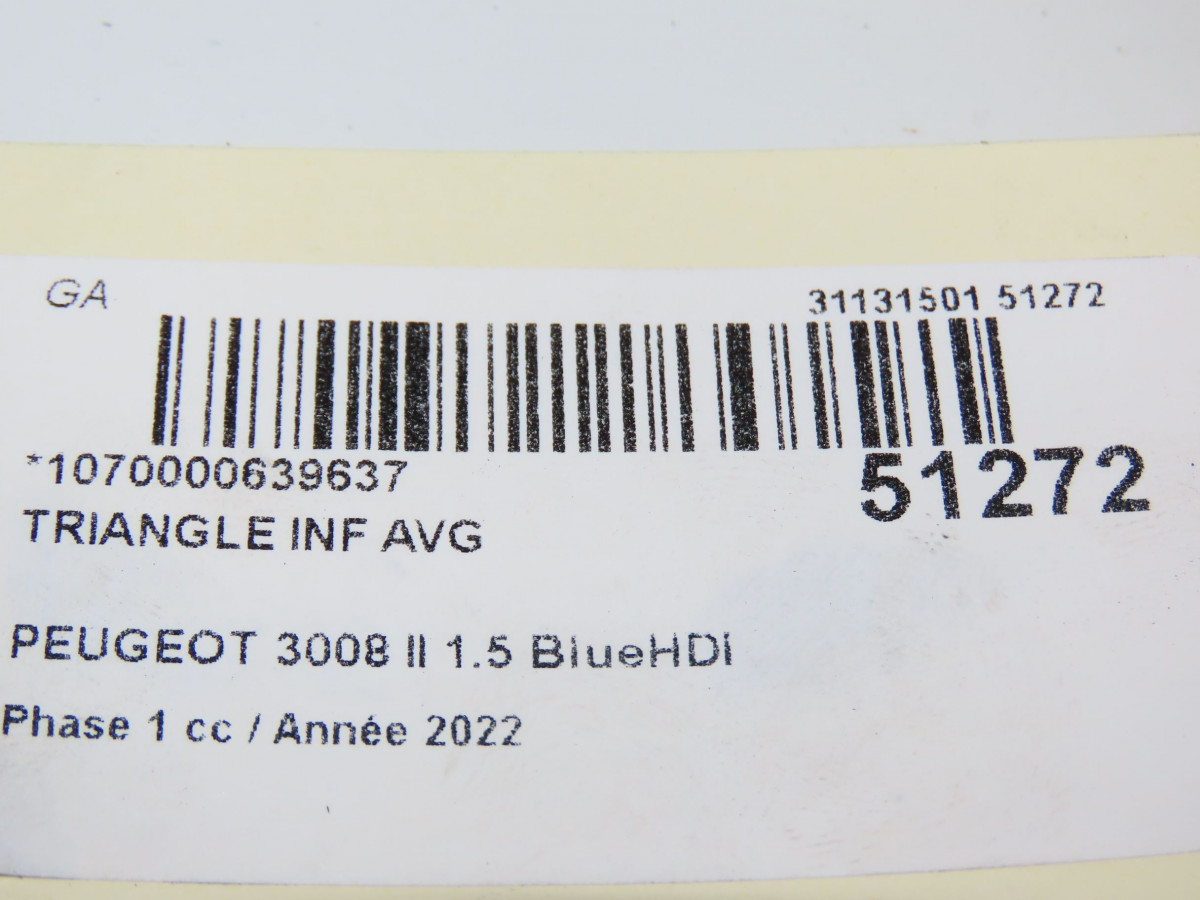 GA
31131501 51272
*1070000639637
51272
TRIANGLE INF AVG
PEUGEOT 3008 II 1.5 BlueHDi
Phase 1 cc / Année 2022